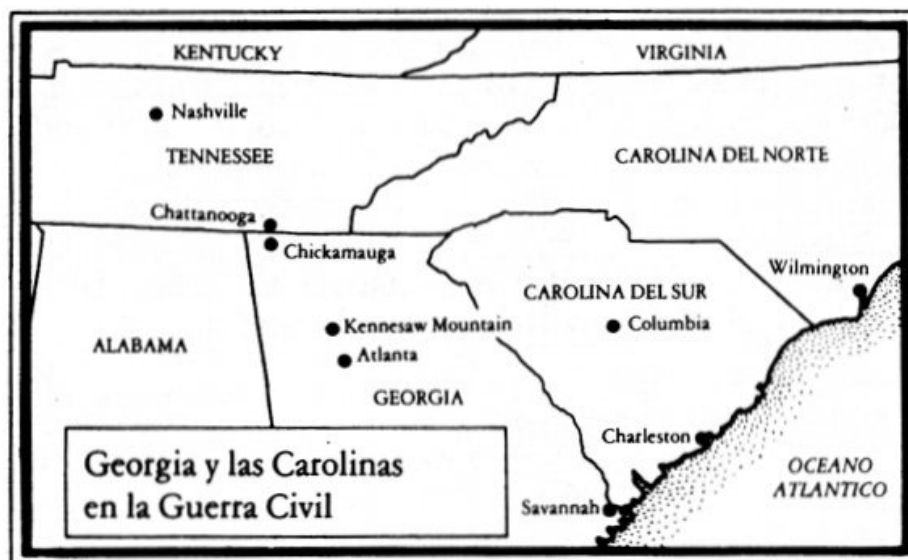 KENTUCKY
VIRGINIA
Nashville
TENNESSEE
CAROLINA DEL NORTE
Chattanooga
Chickamauga
Wilmington
CAROLINA DEL SUR
Kennesaw Mountain
Columbia
ALABAMA
Atlanta
GEORGIA
Charleston
Georgia y las Carolinas
en la Guerra Civil
OCEANO
ATLANTICO
Savannah